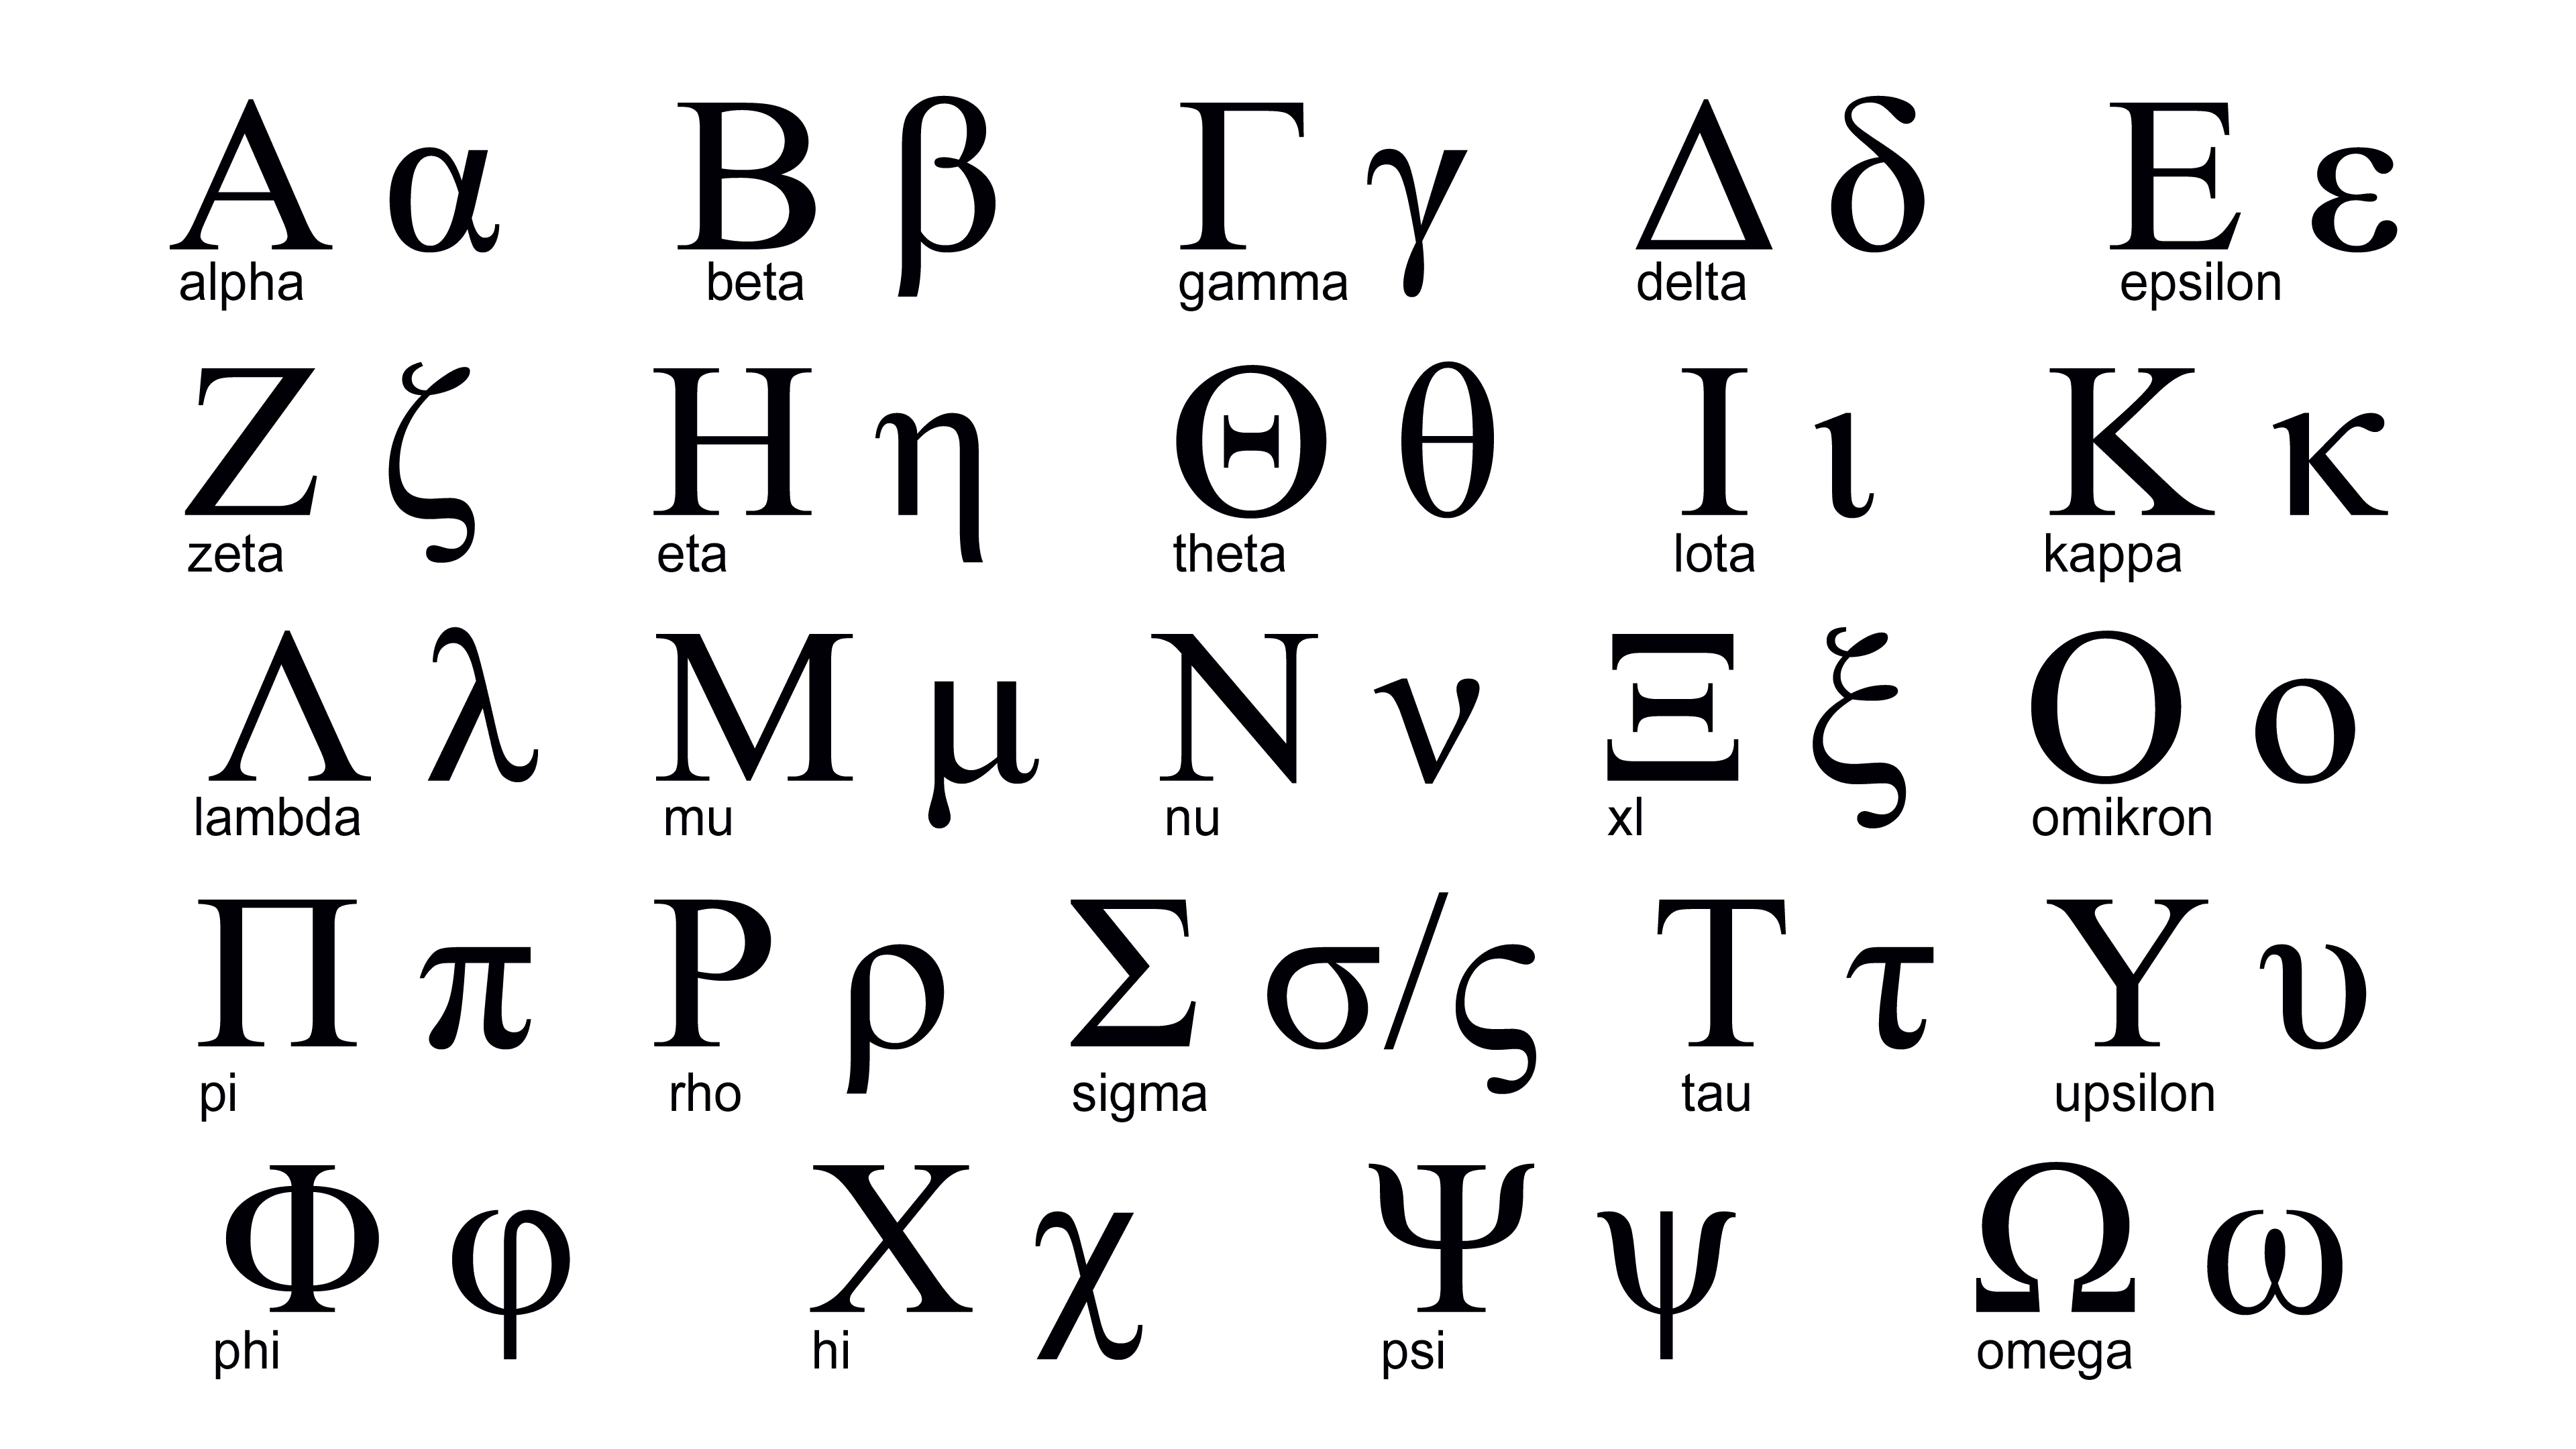 Α α Β β Γ γ Δ δ Ε ε
alpha beta gamma delta epsilon
Ζ ζ Η η Θ θ Ι ι Κ κ
zeta eta theta lota kappa
Λ λ Μ μ Ν ν Ξ ξ Ο ο
lambda mu nu xl omikron
Π π Ρ ρ Σ σ/ς Τ τ Υ υ
pi rho sigma tau upsilon
Φ φ Χ χ Ψ ψ Ω ω
phi hi psi omega